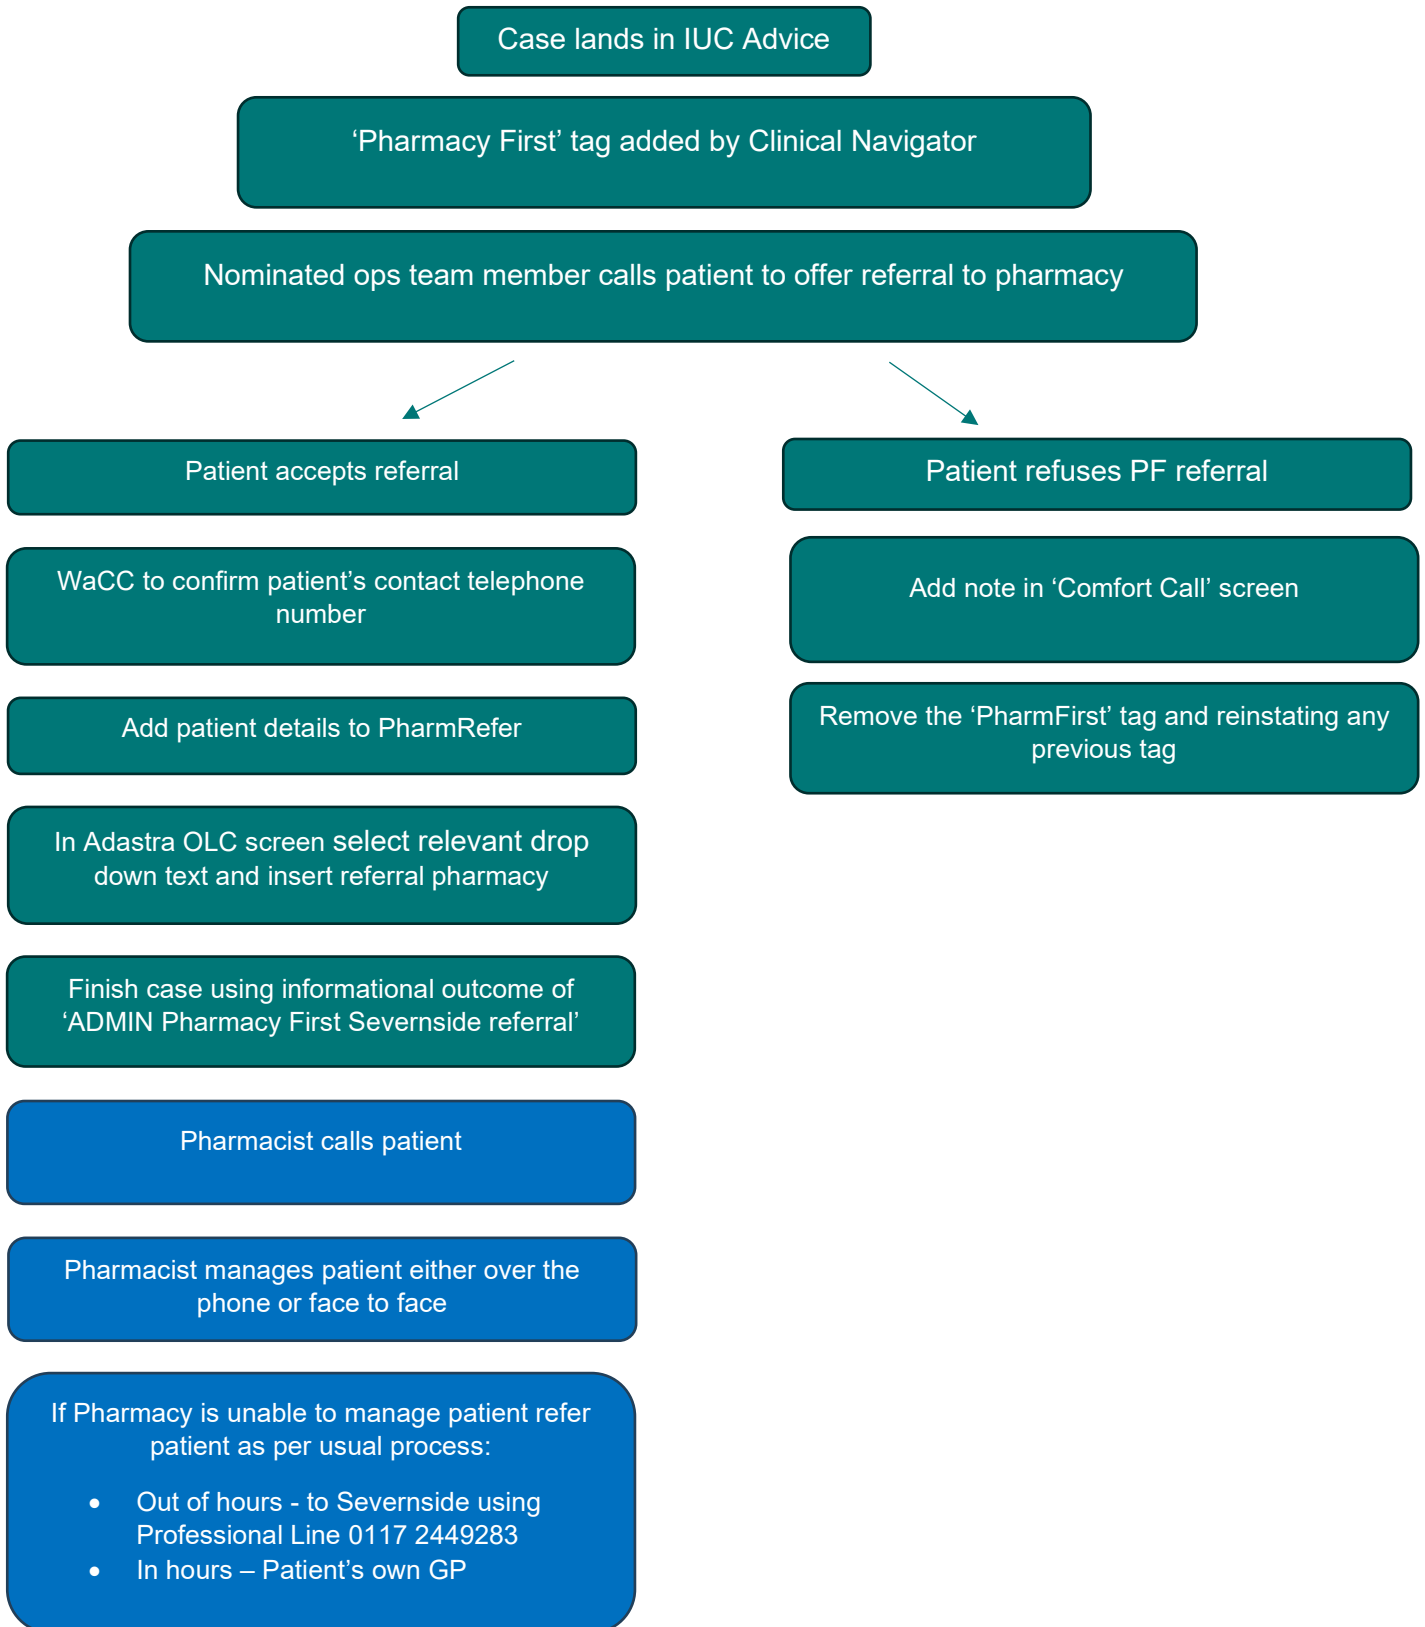 Case lands in IUC Advice
‘Pharmacy First’ tag added by Clinical Navigator
Nominated ops team member calls patient to offer referral to pharmacy
Patient accepts referral
WaCC to confirm patient’s contact telephone
number
Add patient details to PharmRefer
In Adastra OLC screen select relevant drop
down text and insert referral pharmacy
Finish case using informational outcome of
‘ADMIN Pharmacy First Severnside referral’
Pharmacist calls patient
Pharmacist manages patient either over the
phone or face to face
If Pharmacy is unable to manage patient refer
patient as per usual process:
• Out of hours - to Severnside using
Professional Line 0117 2449283
• In hours – Patient’s own GP
Patient refuses PF referral
Add note in ‘Comfort Call’ screen
Remove the ‘PharmFirst’ tag and reinstating any
previous tag